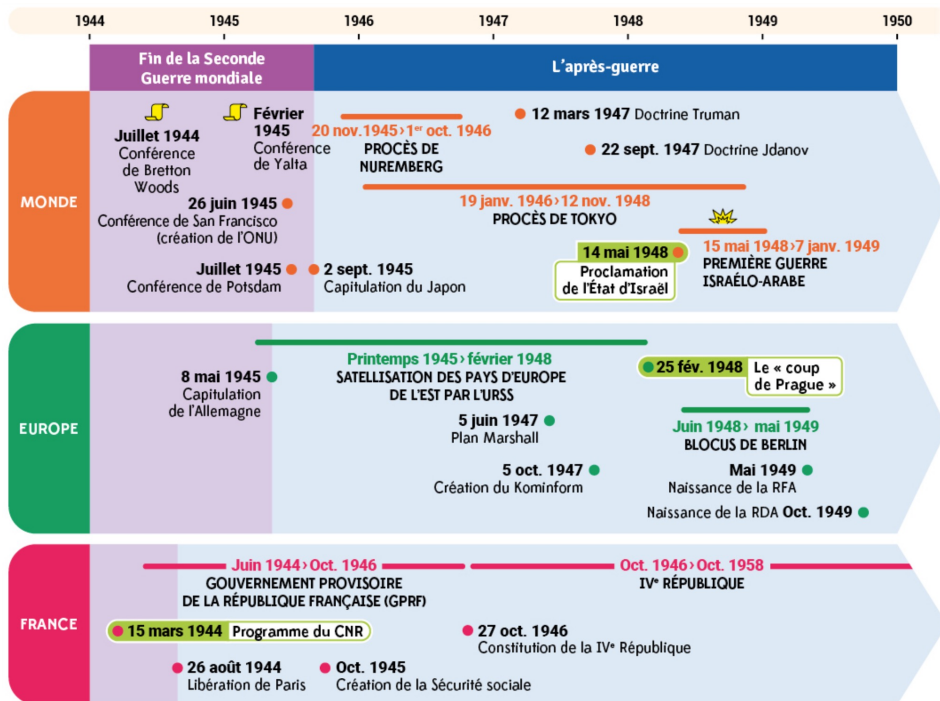 1944 1945 1946 1947 1948 1949 1950
Fin de la Seconde
Guerre mondiale
L'après-guerre
MONDE
Juillet 1944
Conférence
de Bretton
Woods
Février
1945
Conférence
de Yalta
20 nov.1945›1er oct. 1946
PROCÈS DE
NUREMBERG
12 mars 1947 Doctrine Truman
22 sept. 1947 Doctrine Jdanov
26 juin 1945
Conférence de San Francisco
(création de l'ONU)
19 janv. 1946›12 nov. 1948
PROCÈS DE TOKYO
Juillet 1945
Conférence de Potsdam
2 sept. 1945
Capitulation du Japon
14 mai 1948
Proclamation
de l'État d'Israël
15 mai 1948›7 janv. 1949
PREMIÈRE GUERRE
ISRAÉLO-ARABE
EUROPE
Printemps 1945›février 1948
SATELLISATION DES PAYS D'EUROPE
DE L'EST PAR L'URSS
8 mai 1945
Capitulation
de l'Allemagne
25 fév. 1948 Le « coup
de Prague »
5 juin 1947
Plan Marshall
Juin 1948› mai 1949
BLOCUS DE BERLIN
5 oct. 1947
Création du Kominform
Mai 1949
Naissance de la RFA
Naissance de la RDA Oct. 1949
FRANCE
Juin 1944›Oct. 1946
GOUVERNEMENT PROVISOIRE
DE LA RÉPUBLIQUE FRANÇAISE (GPRF)
Oct. 1946›Oct. 1958
IVe RÉPUBLIQUE
15 mars 1944 Programme du CNR
27 oct. 1946
Constitution de la IVe République
26 août 1944
Libération de Paris
Oct. 1945
Création de la Sécurité sociale